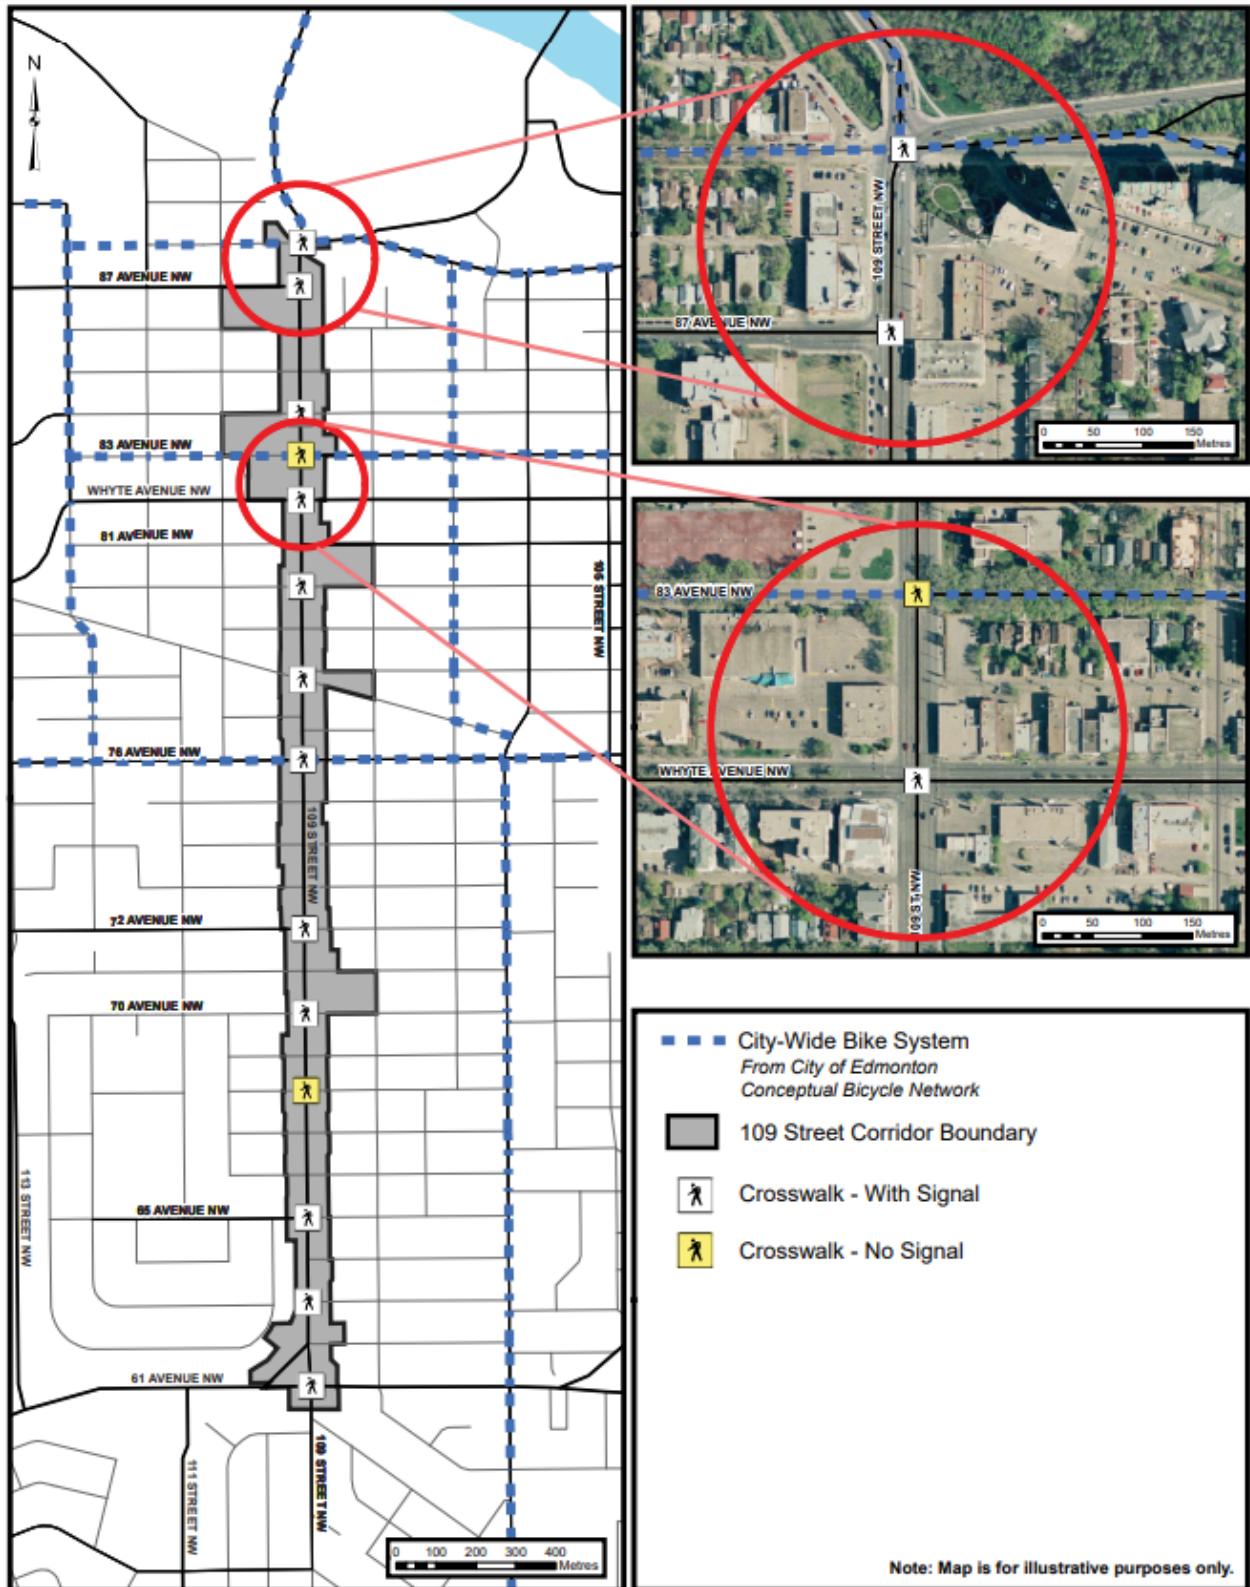 N
87 AVENUE NW
83 AVENUE NW
WHYTE AVENUE NW
81 AVENUE NW
105 STREET NW
76 AVENUE NW
109 STREET NW
72 AVENUE NW
70 AVENUE NW
113 STREET NW
65 AVENUE NW
61 AVENUE NW
111 STREET NW
109 STREET NW
0 100 200 300 400
Metres
109 STREET NW
87 AVENUE NW
0 50 100 150
Metres
83 AVENUE NW
WHYTE AVENUE NW
109 ST NW
0 50 100 150
Metres
City-Wide Bike System
From City of Edmonton
Conceptual Bicycle Network
109 Street Corridor Boundary
Crosswalk - With Signal
Crosswalk - No Signal
Note: Map is for illustrative purposes only.